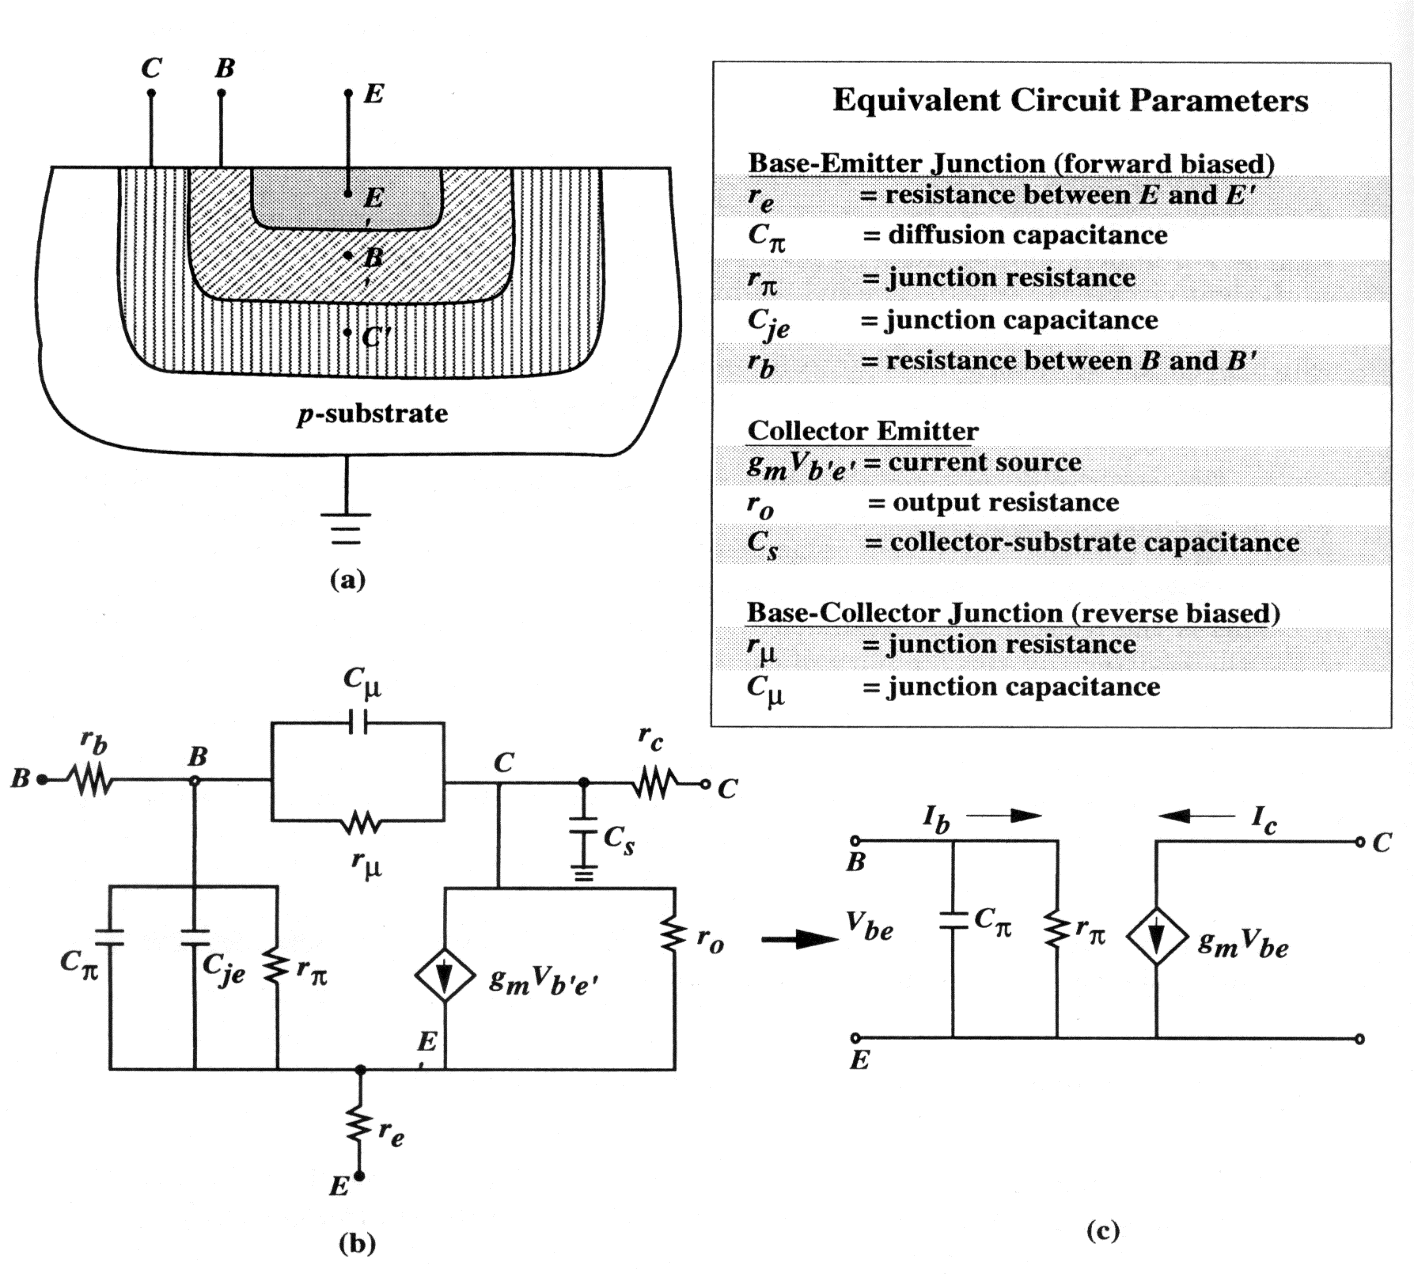 C B E
E
′
B
′
C′
p-substrate
(a)
Equivalent Circuit Parameters
Base-Emitter Junction (forward biased)
re = resistance between E and E′
Cπ = diffusion capacitance
rπ = junction resistance
Cje = junction capacitance
rb = resistance between B and B′
Collector Emitter
gmVb′e′ = current source
ro = output resistance
Cs = collector-substrate capacitance
Base-Collector Junction (reverse biased)
rμ = junction resistance
Cμ = junction capacitance
Cμ
rb B C rc
B C
rμ Cs
Cπ Cje rπ gmVb′e′ ro
E
′
re
E
(b)
Ib Ic
B C
Vbe Cπ rπ gmVbe
E
(c)